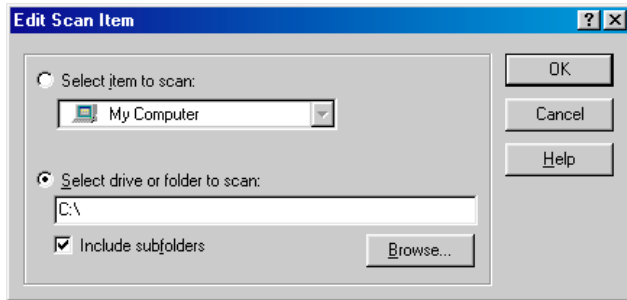 Edit Scan Item
Select item to scan:
My Computer
Select drive or folder to scan:
C:\
Include subfolders
Browse...
OK
Cancel
Help